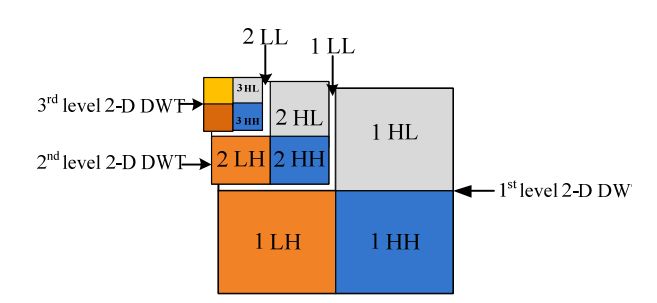 2 LL
1 LL
3 HL
3rd level 2-D DWT
3 HH
2 HL
1 HL
2nd level 2-D DWT
2 LH
2 HH
1st level 2-D DW
1 LH
1 HH